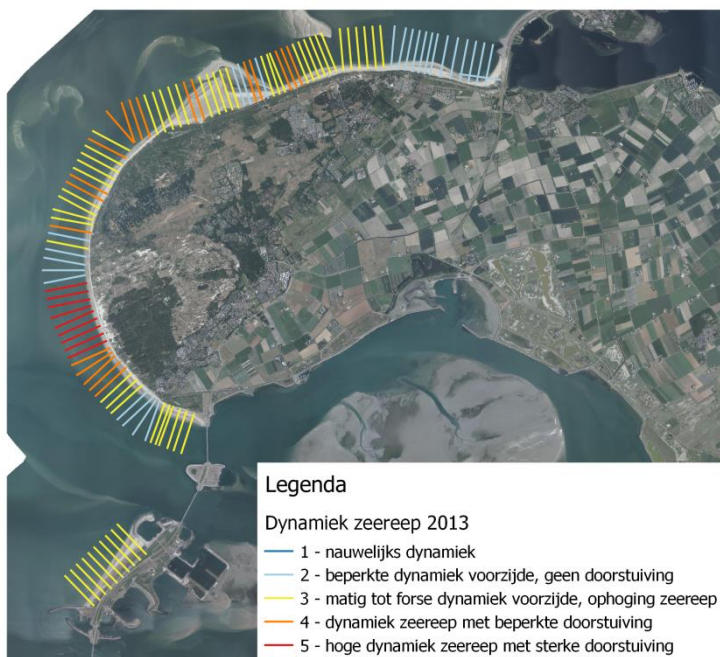 Legenda
Dynamiek zeereep 2013
1 - nauwelijks dynamiek
2 - beperkte dynamiek voorzijde, geen doorstuiving
3 - matig tot forse dynamiek voorzijde, ophoging zeereep
4 - dynamiek zeereep met beperkte doorstuiving
5 - hoge dynamiek zeereep met sterke doorstuiving